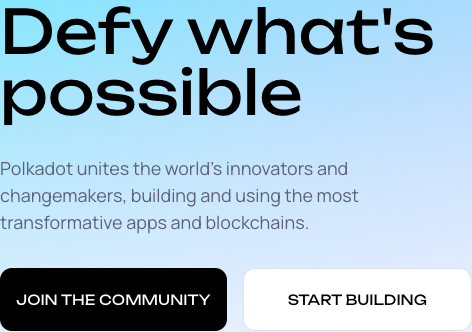 Defy what's
possible
Polkadot unites the world's innovators and
changemakers, building and using the most
transformative apps and blockchains.
JOIN THE COMMUNITY
START BUILDING